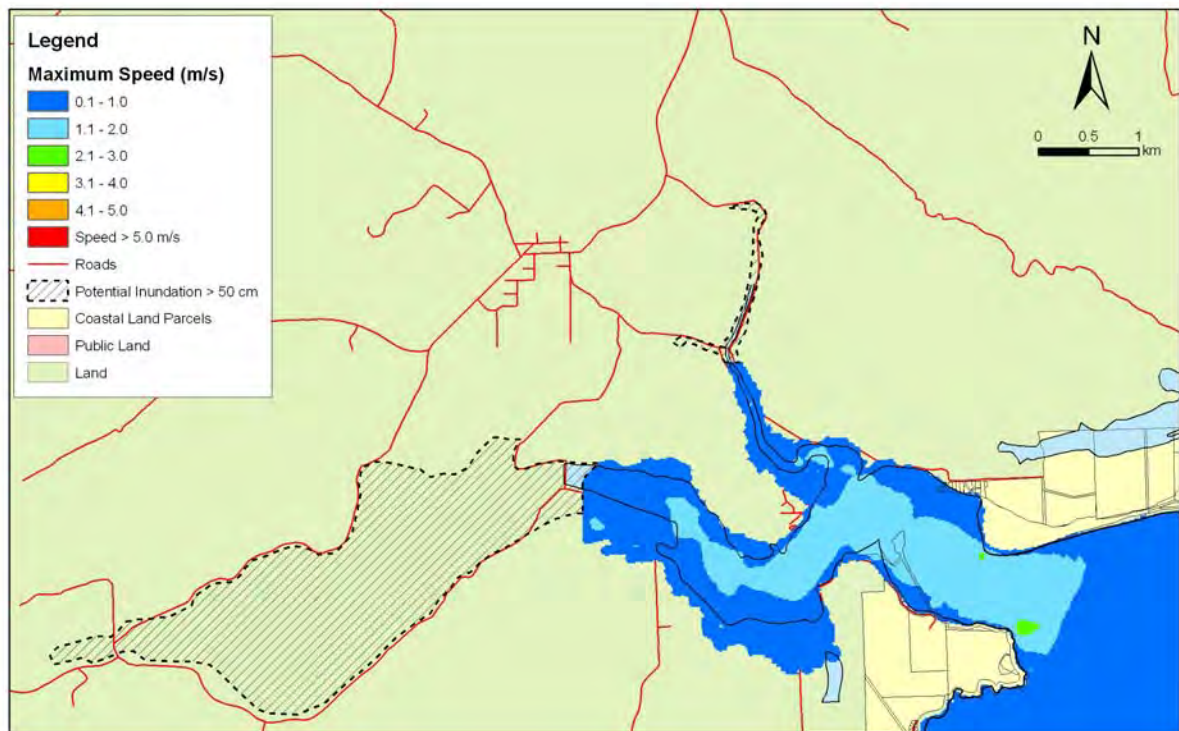 Legend
Maximum Speed (m/s)
0.1 - 1.0
1.1 - 2.0
2.1 - 3.0
3.1 - 4.0
4.1 - 5.0
Speed > 5.0 m/s
Roads
Potential Inundation > 50 cm
Coastal Land Parcels
Public Land
Land
N
0 0.5 1
km